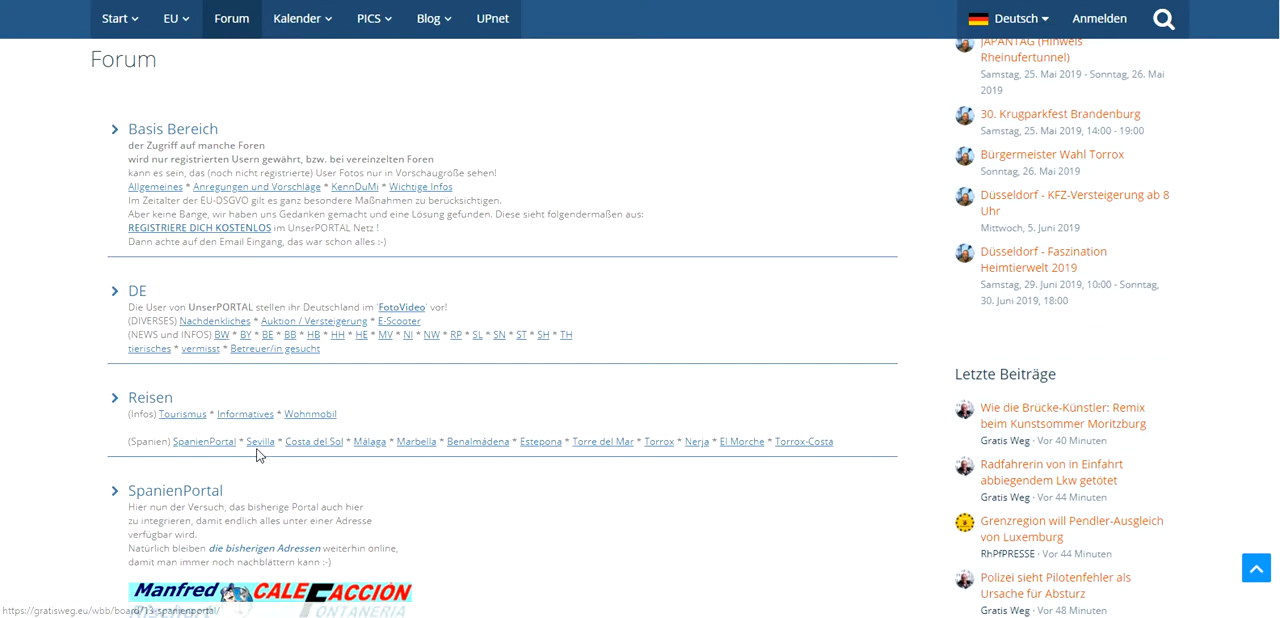 Start EU Forum Kalender PICS Blog UPnet Deutsch Anmelden
Forum
Basis Bereich
der Zugriff auf manche Foren
wird nur registrierten Usern gewährt, bzw. bei vereinzelten Foren
kann es sein, das (noch nicht registrierte) User Fotos nur in Vorschaugröße sehen!
Allgemeines * Anregungen und Vorschläge * KennDuMi * Wichtige Infos
Im Zeitalter der EU-DSGVO gilt es ganz besondere Maßnahmen zu berücksichtigen.
Aber keine Bange, wir haben uns Gedanken gemacht und eine Lösung gefunden. Diese sieht folgendermaßen aus:
REGISTRIERE DICH KOSTENLOS im UnserPORTAL Netz !
Dann achte auf den Email Eingang, das war schon alles :-)
DE
Die User von UnserPORTAL stellen ihr Deutschland im 'FotoVideo' vor!
(DIVERSES) Nachdenkliches * Auktion / Versteigerung * E-Scooter
(NEWS und INFOS) BW * BY * BE * BB * HB * HH * HE * MV * NI * NW * RP * SL * SN * ST * SH * TH
tierisches * vermisst * Betreuer/in gesucht
Reisen
(Infos) Tourismus * Informatives * Wohnmobil
(Spanien) SpanienPortal * Sevilla * Costa del Sol * Málaga * Marbella * Benalmádena * Estepona * Torre del Mar * Torrox * Nerja * El Morche * Torrox-Costa
SpanienPortal
Hier nun der Versuch, das bisherige Portal auch hier
zu integrieren, damit endlich alles unter einer Adresse
verfügbar wird.
Natürlich bleiben die bisherigen Adressen weiterhin online,
damit man immer noch nachblättern kann :-)
Manfred CALEFACCIÓN
FONTANERIA
https://gratisweg.eu/wbb/board/13-spanienportal/
JAPANTAG (Hinweis
Rheinufertunnel)
Samstag, 25. Mai 2019 - Sonntag, 26. Mai
2019
30. Krugparkfest Brandenburg
Samstag, 25. Mai 2019, 14:00 - 19:00
Bürgermeister Wahl Torrox
Sonntag, 26. Mai 2019
Düsseldorf - KFZ-Versteigerung ab 8
Uhr
Mittwoch, 5. Juni 2019
Düsseldorf - Faszination
Heimtierwelt 2019
Samstag, 29. Juni 2019, 10:00 - Sonntag,
30. Juni 2019, 18:00
Letzte Beiträge
Wie die Brücke-Künstler: Remix
beim Kunstsommer Moritzburg
Gratis Weg · Vor 40 Minuten
Radfahrerin von in Einfahrt
abbiegendem Lkw getötet
Gratis Weg · Vor 44 Minuten
Grenzregion will Pendler-Ausgleich
von Luxemburg
RhPfPRESSE · Vor 44 Minuten
Polizei sieht Pilotenfehler als
Ursache für Absturz
Gratis Weg · Vor 48 Minuten